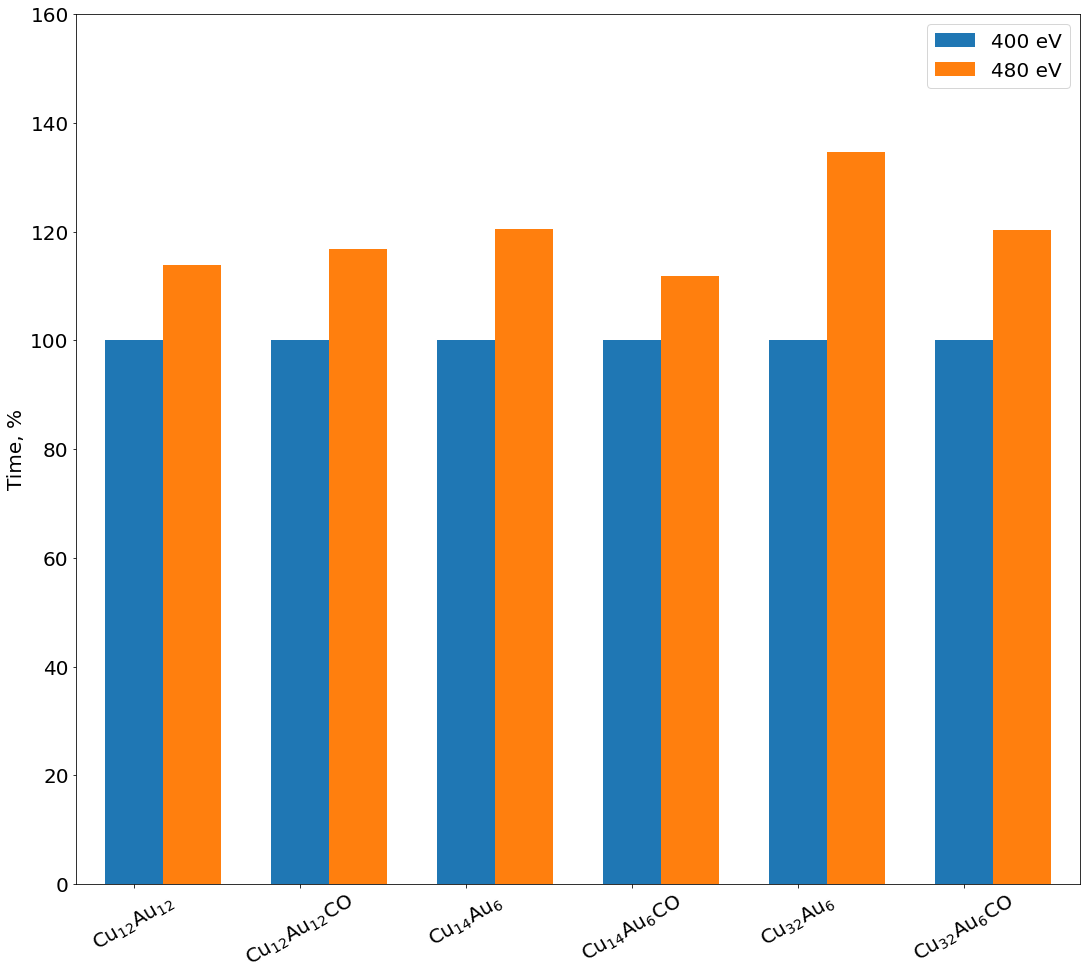 160
140
120
100
80
60
40
20
0
Time, %
400 eV
480 eV
Cu₁₂Au₁₂
Cu₁₂Au₁₂CO
Cu₁₄Au₆
Cu₁₄Au₆CO
Cu₃₂Au₆
Cu₃₂Au₆CO